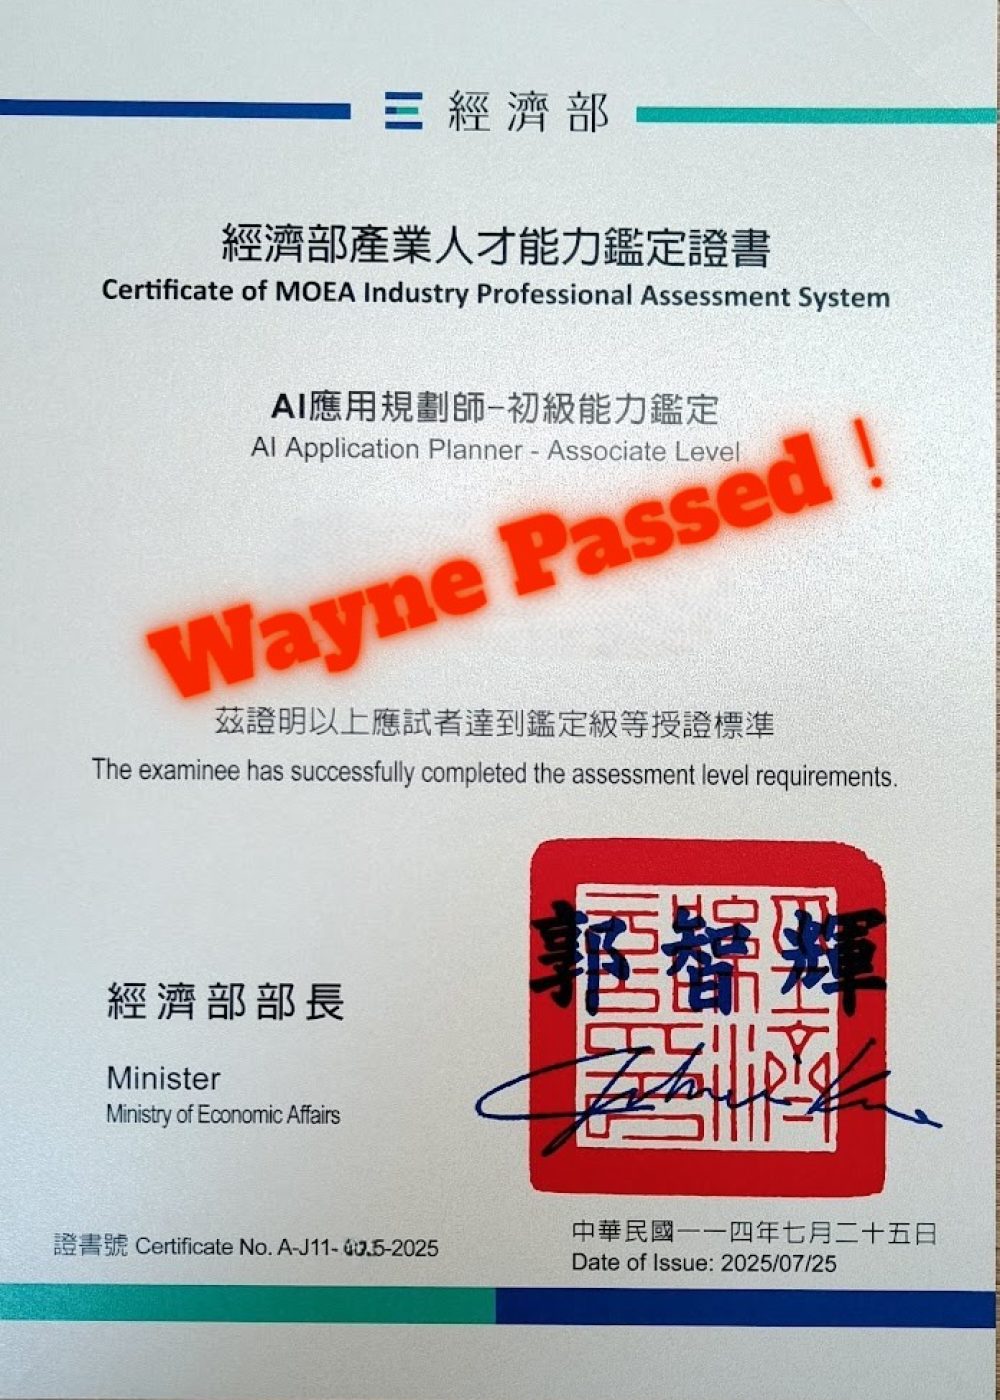 經濟部
經濟部產業人才能力鑑定證書
Certificate of MOEA Industry Professional Assessment System
AI應用規劃師-初級能力鑑定
AI Application Planner - Associate Level
Wayne Passed！
茲證明以上應試者達到鑑定級等授證標準
The examinee has successfully completed the assessment level requirements.
經濟部部長
郭智輝
Minister
Ministry of Economic Affairs
中華民國一一四年七月二十五日
證書號 Certificate No. A-J11-
-2025
Date of Issue: 2025/07/25